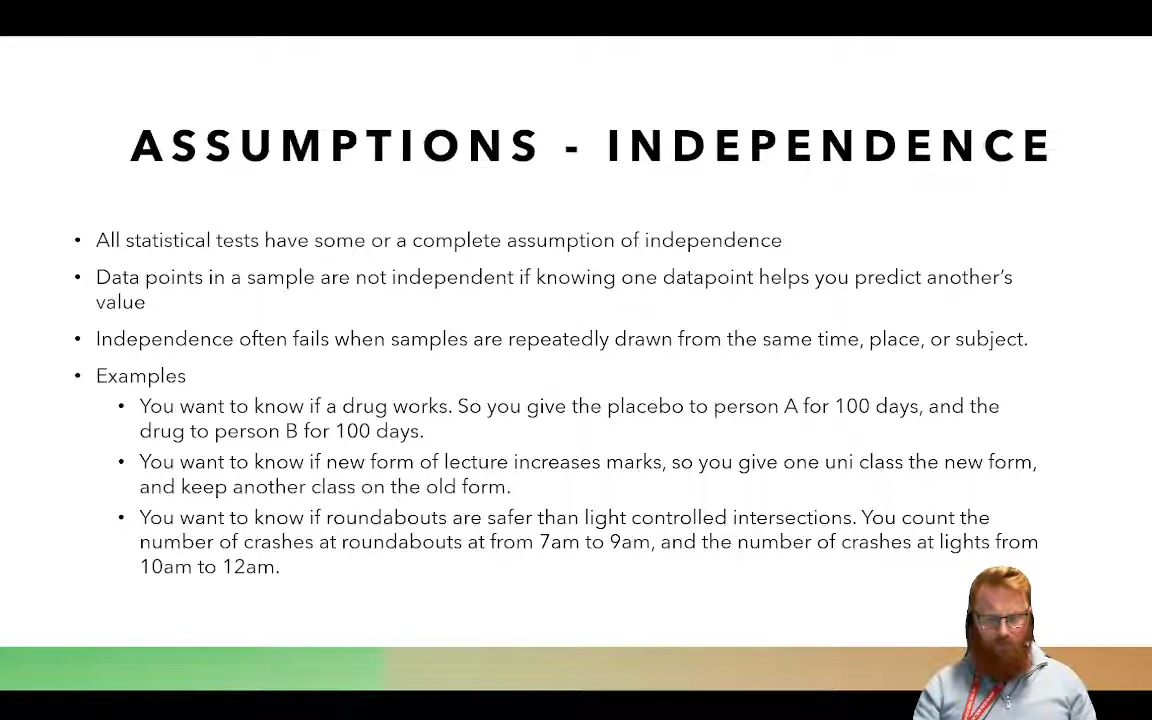 ASSUMPTIONS - INDEPENDENCE
• All statistical tests have some or a complete assumption of independence
• Data points in a sample are not independent if knowing one datapoint helps you predict another's
value
• Independence often fails when samples are repeatedly drawn from the same time, place, or subject.
• Examples
• You want to know if a drug works. So you give the placebo to person A for 100 days, and the
drug to person B for 100 days.
• You want to know if new form of lecture increases marks, so you give one uni class the new form,
and keep another class on the old form.
• You want to know if roundabouts are safer than light controlled intersections. You count the
number of crashes at roundabouts at from 7am to 9am, and the number of crashes at lights from
10am to 12am.